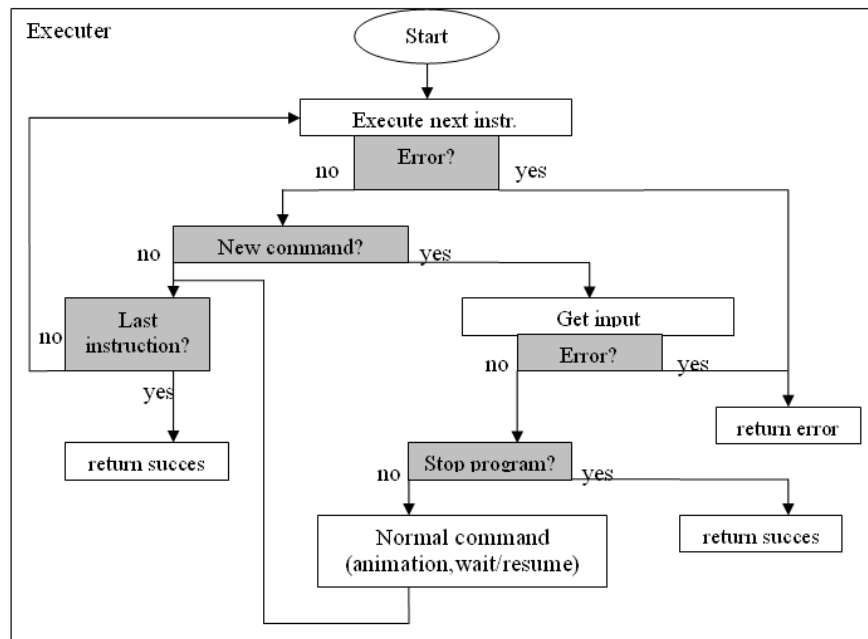 Executer
Start
Execute next instr.
Error?
no
yes
New command?
no
yes
Last
instruction?
no
yes
Get input
Error?
no
yes
return error
return succes
Stop program?
no
yes
Normal command
(animation,wait/resume)
return succes